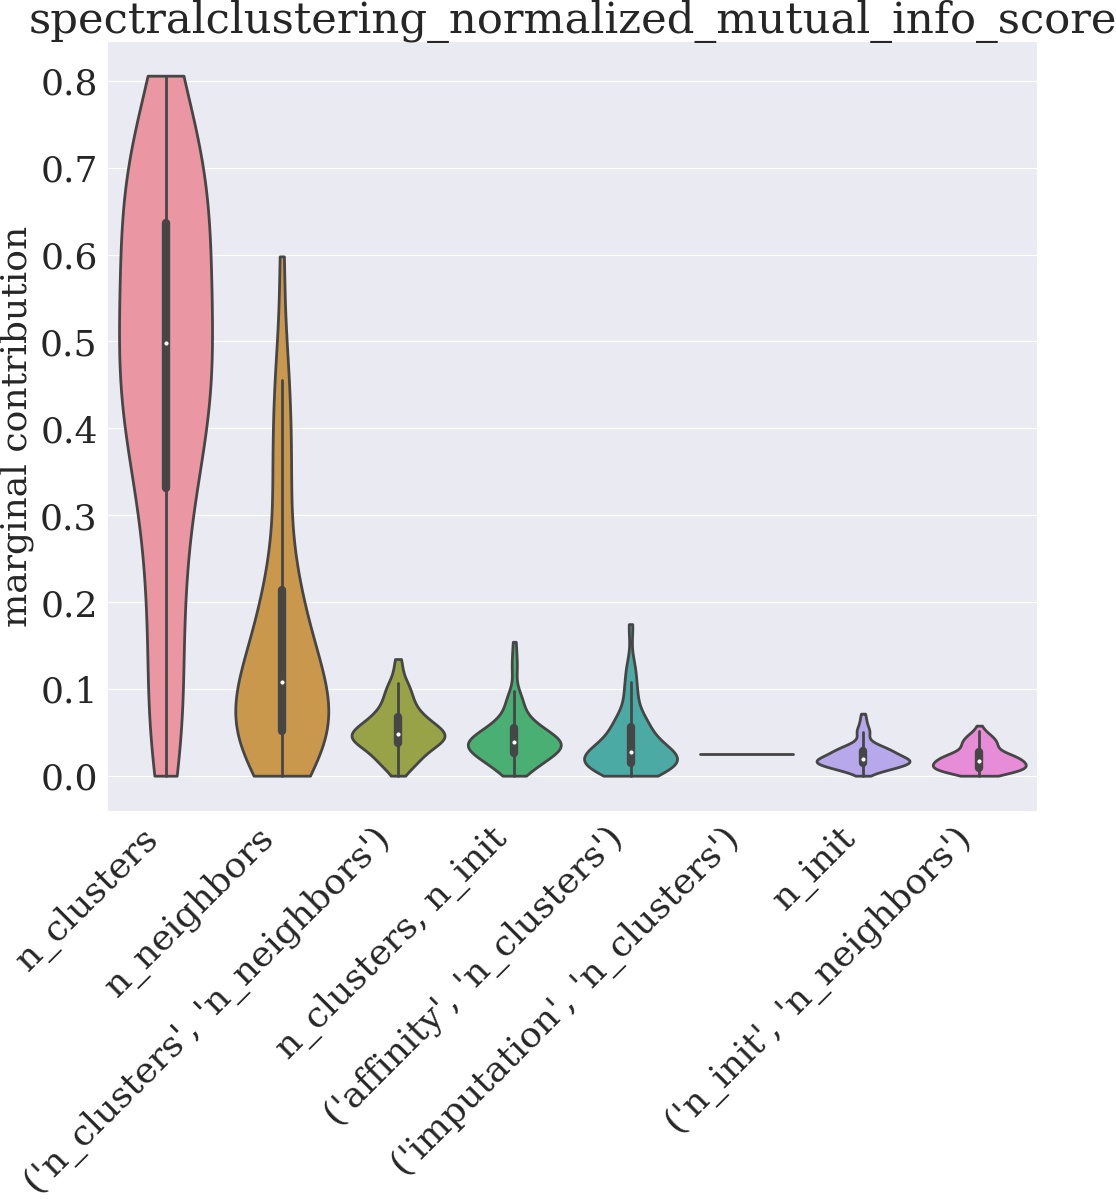 spectralclustering_normalized_mutual_info_score
marginal contribution
0.8
0.7
0.6
0.5
0.4
0.3
0.2
0.1
0.0
n_clusters
n_neighbors
('n_clusters', 'n_neighbors')
n_clusters, n_init
('affinity', 'n_clusters')
('imputation', 'n_clusters')
n_init
('n_init', 'n_neighbors')